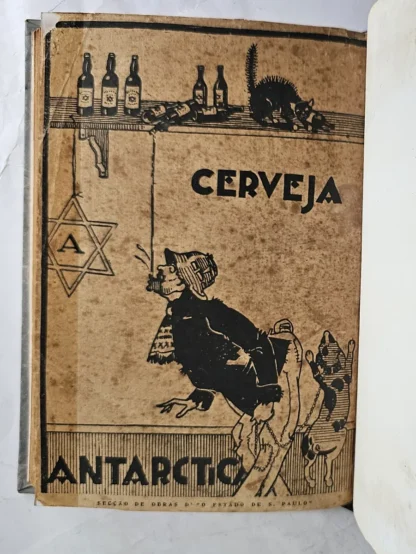 CERVEJA
A
ANTARCTICA
SECÇÃO DE OBRAS D' "O ESTADO DE S. PAULO"